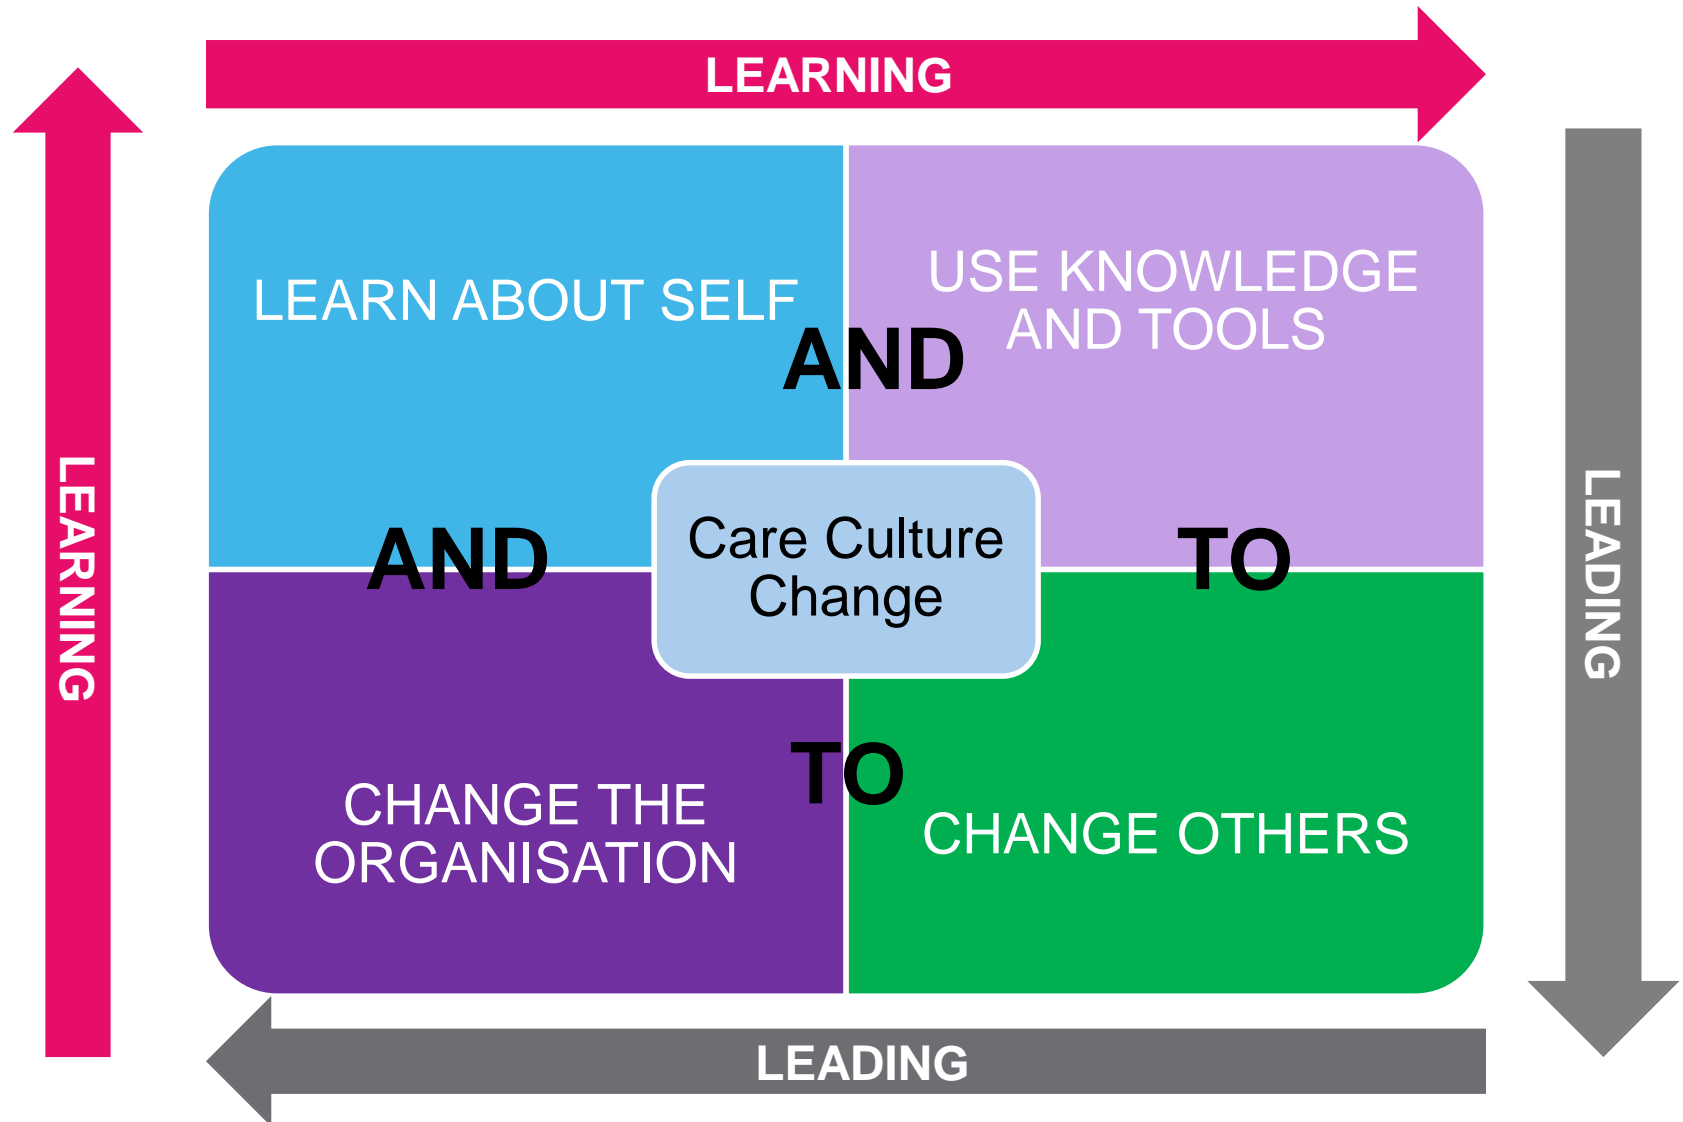 LEARNING
LEARN ABOUT SELF
USE KNOWLEDGE
AND TOOLS
AND
LEARNING
LEADING
AND
Care Culture
Change
TO
TO
CHANGE THE
ORGANISATION
CHANGE OTHERS
LEADING